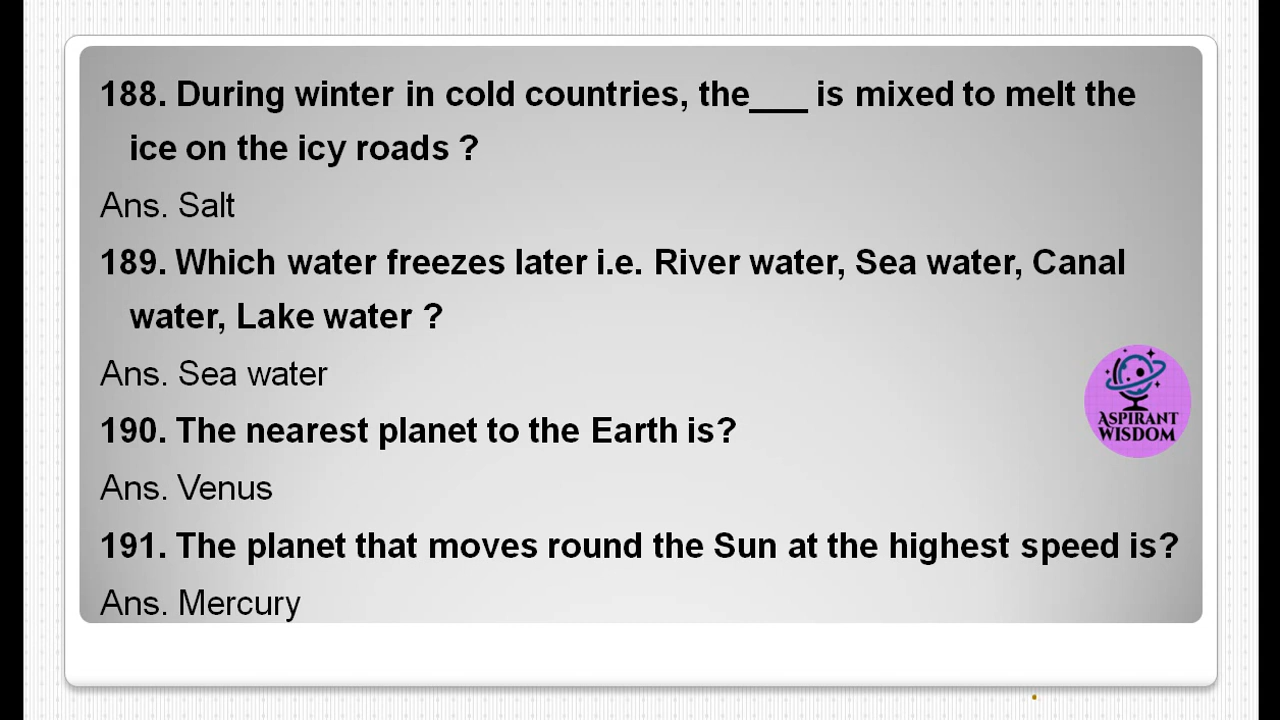 188. During winter in cold countries, the___ is mixed to melt the
ice on the icy roads ?
Ans. Salt
189. Which water freezes later i.e. River water, Sea water, Canal
water, Lake water ?
Ans. Sea water
190. The nearest planet to the Earth is?
Ans. Venus
191. The planet that moves round the Sun at the highest speed is?
Ans. Mercury
ASPIRANT
WISDOM